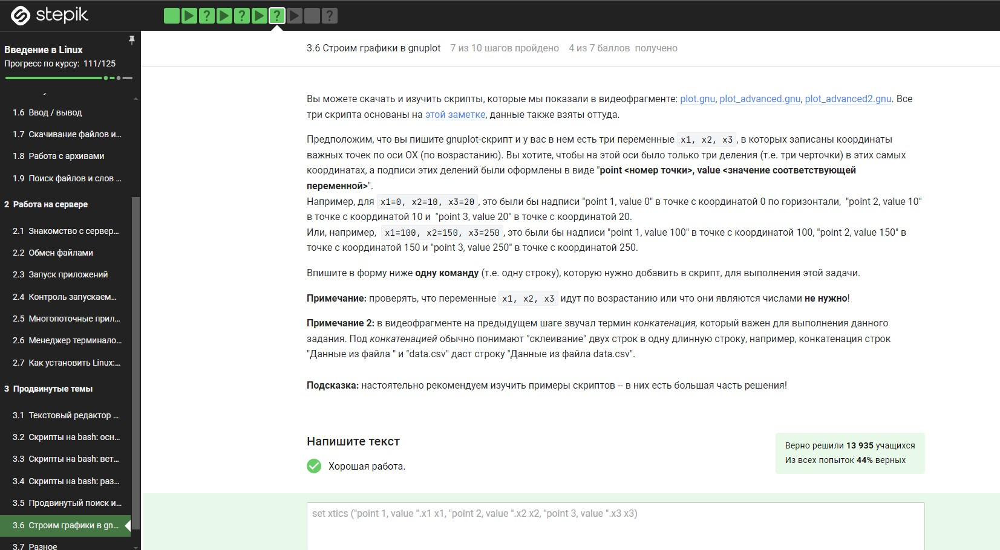 stepik
? ? ? ?
Введение в Linux
Прогресс по курсу: 111/125
1.6 Ввод / вывод
1.7 Скачивание файлов и...
1.8 Работа с архивами
1.9 Поиск файлов и слов ...
2 Работа на сервере
2.1 Знакомство с сервер...
2.2 Обмен файлами
2.3 Запуск приложений
2.4 Контроль запускаем...
2.5 Многопоточные прил...
2.6 Менеджер терминало...
2.7 Как установить Linux:...
3 Продвинутые темы
3.1 Текстовый редактор ...
3.2 Скрипты на bash: осн...
3.3 Скрипты на bash: вет...
3.4 Скрипты на bash: раз...
3.5 Продвинутый поиск и...
3.6 Строим графики в gn...
3.7 Разное
3.6 Строим графики в gnuplot 7 из 10 шагов пройдено 4 из 7 баллов получено
Вы можете скачать и изучить скрипты, которые мы показали в видеофрагменте: plot.gnu, plot_advanced.gnu, plot_advanced2.gnu. Все
три скрипта основаны на этой заметке, данные также взяты оттуда.
Предположим, что вы пишите gnuplot-скрипт и у вас в нем есть три переменные x1, x2, x3, в которых записаны координаты
важных точек по оси OX (по возрастанию). Вы хотите, чтобы на этой оси было только три деления (т.е. три черточки) в этих самых
координатах, а подписи этих делений были оформлены в виде "point <номер точки>, value <значение соответствующей
переменной>".
Например, для x1=0, x2=10, x3=20, это были бы надписи "point 1, value 0" в точке с координатой 0 по горизонтали, "point 2, value 10"
в точке с координатой 10 и "point 3, value 20" в точке с координатой 20.
Или, например, x1=100, x2=150, x3=250, это были бы надписи "point 1, value 100" в точке с координатой 100, "point 2, value 150" в
точке с координатой 150 и "point 3, value 250" в точке с координатой 250.
Впишите в форму ниже одну команду (т.е. одну строку), которую нужно добавить в скрипт, для выполнения этой задачи.
Примечание: проверять, что переменные x1, x2, x3 идут по возрастанию или что они являются числами не нужно!
Примечание 2: в видеофрагменте на предыдущем шаге звучал термин конкатенация, который важен для выполнения данного
задания. Под конкатенацией обычно понимают "склеивание" двух строк в одну длинную строку, например, конкатенация строк
"Данные из файла " и "data.csv" даст строку "Данные из файла data.csv".
Подсказка: настоятельно рекомендуем изучить примеры скриптов -- в них есть большая часть решения!
Напишите текст
Хорошая работа.
Верно решили 13 935 учащихся
Из всех попыток 44% верных
set xtics ("point 1, value ".x1 x1, "point 2, value ".x2 x2, "point 3, value ".x3 x3)